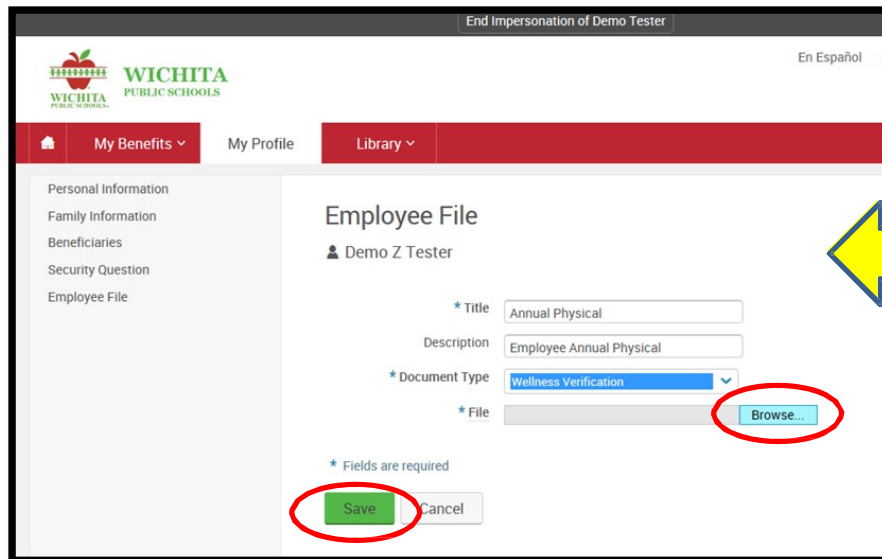 End Impersonation of Demo Tester
En Español
WICHITA
PUBLIC SCHOOLS®
WICHITA
PUBLIC SCHOOLS
My Benefits
My Profile
Library
Personal Information
Family Information
Beneficiaries
Security Question
Employee File
Employee File
Demo Z Tester
* Title Annual Physical
Description Employee Annual Physical
* Document Type Wellness Verification
* File Browse...
* Fields are required
Save Cancel